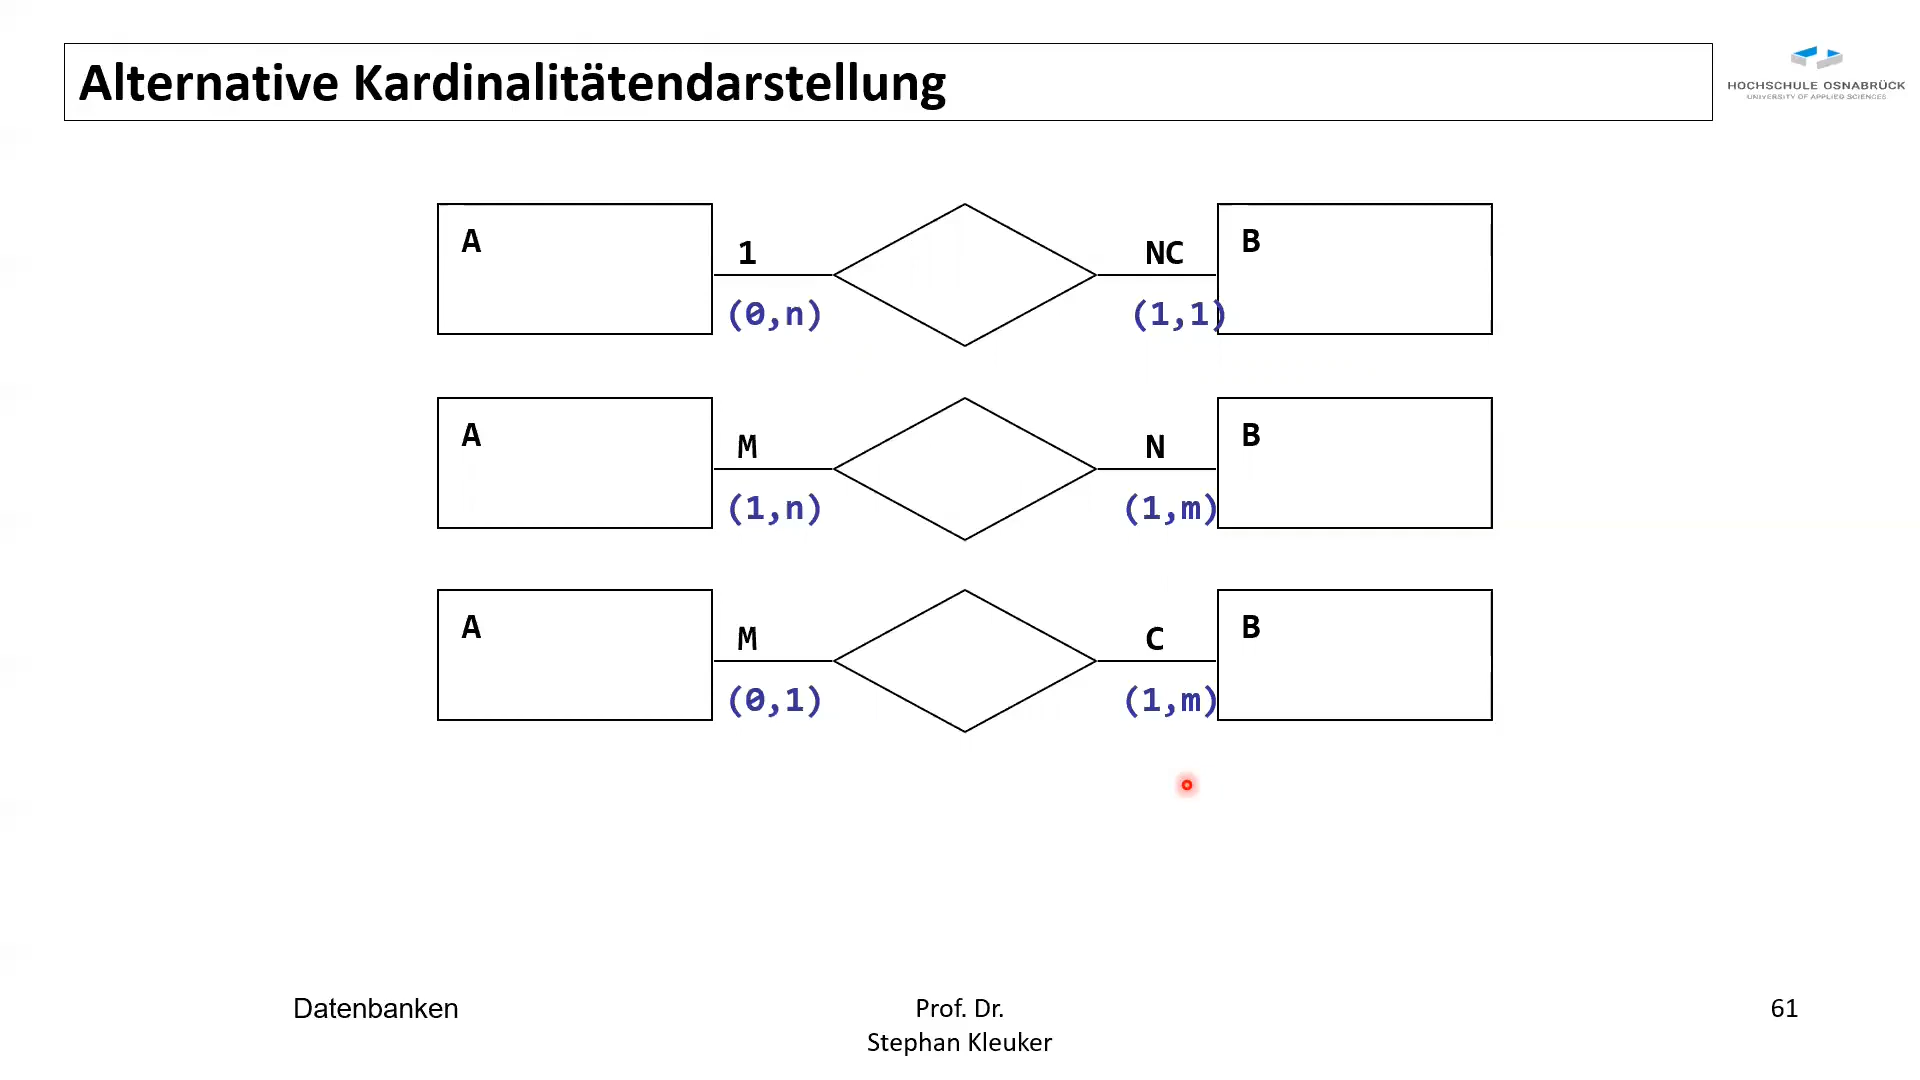 Alternative Kardinalitätendarstellung
HOCHSCHULE OSNABRÜCK
UNIVERSITY OF APPLIED SCIENCES
A 1 NC B
(0,n) (1,1)
A M N B
(1,n) (1,m)
A M C B
(0,1) (1,m)
Datenbanken
Prof. Dr.
Stephan Kleuker
61